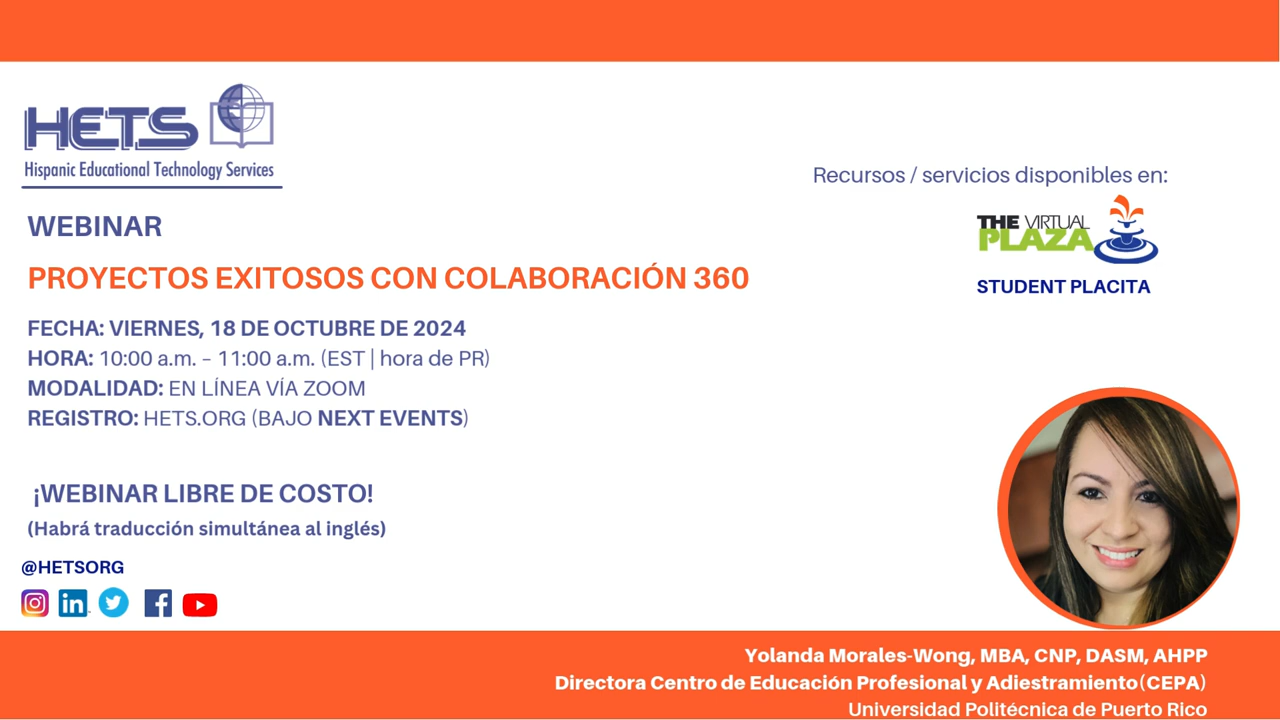 HETS
Hispanic Educational Technology Services
WEBINAR
PROYECTOS EXITOSOS CON COLABORACIÓN 360
FECHA: VIERNES, 18 DE OCTUBRE DE 2024
HORA: 10:00 a.m. – 11:00 a.m. (EST | hora de PR)
MODALIDAD: EN LÍNEA VÍA ZOOM
REGISTRO: HETS.ORG (BAJO NEXT EVENTS)
¡WEBINAR LIBRE DE COSTO!
(Habrá traducción simultánea al inglés)
@HETSORG
Recursos / servicios disponibles en:
THE VIRTUAL
PLAZA
STUDENT PLACITA
Yolanda Morales-Wong, MBA, CNP, DASM, AHPP
Directora Centro de Educación Profesional y Adiestramiento(CEPA)
Universidad Politécnica de Puerto Rico